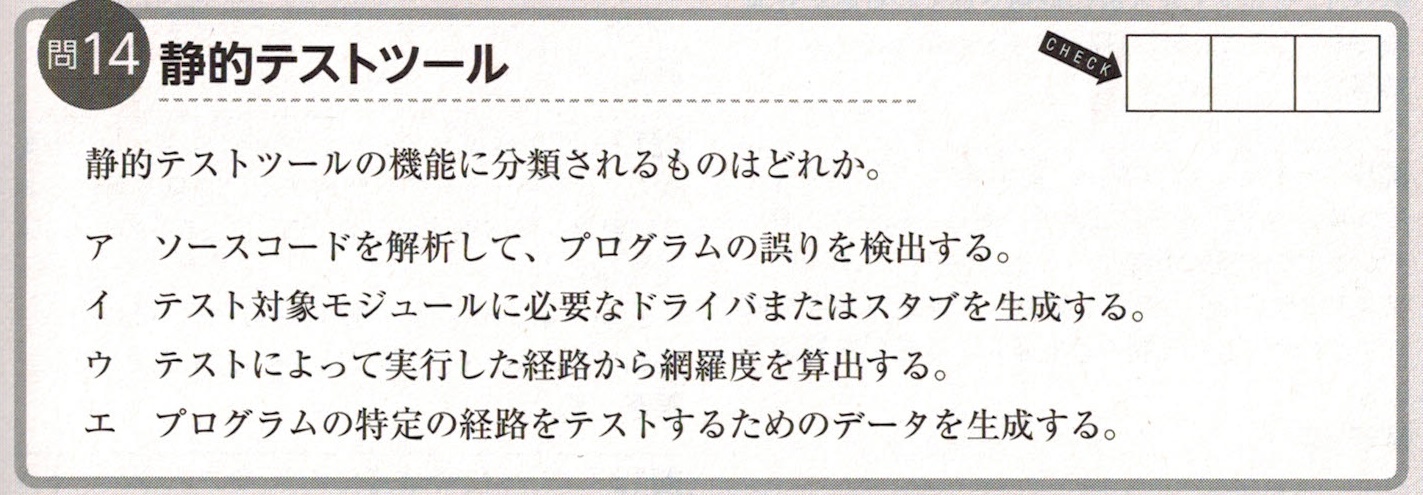 問14 静的テストツール
CHECK
静的テストツールの機能に分類されるものはどれか。
ア ソースコードを解析して、プログラムの誤りを検出する。
イ テスト対象モジュールに必要なドライバまたはスタブを生成する。
ウ テストによって実行した経路から網羅度を算出する。
エ プログラムの特定の経路をテストするためのデータを生成する。